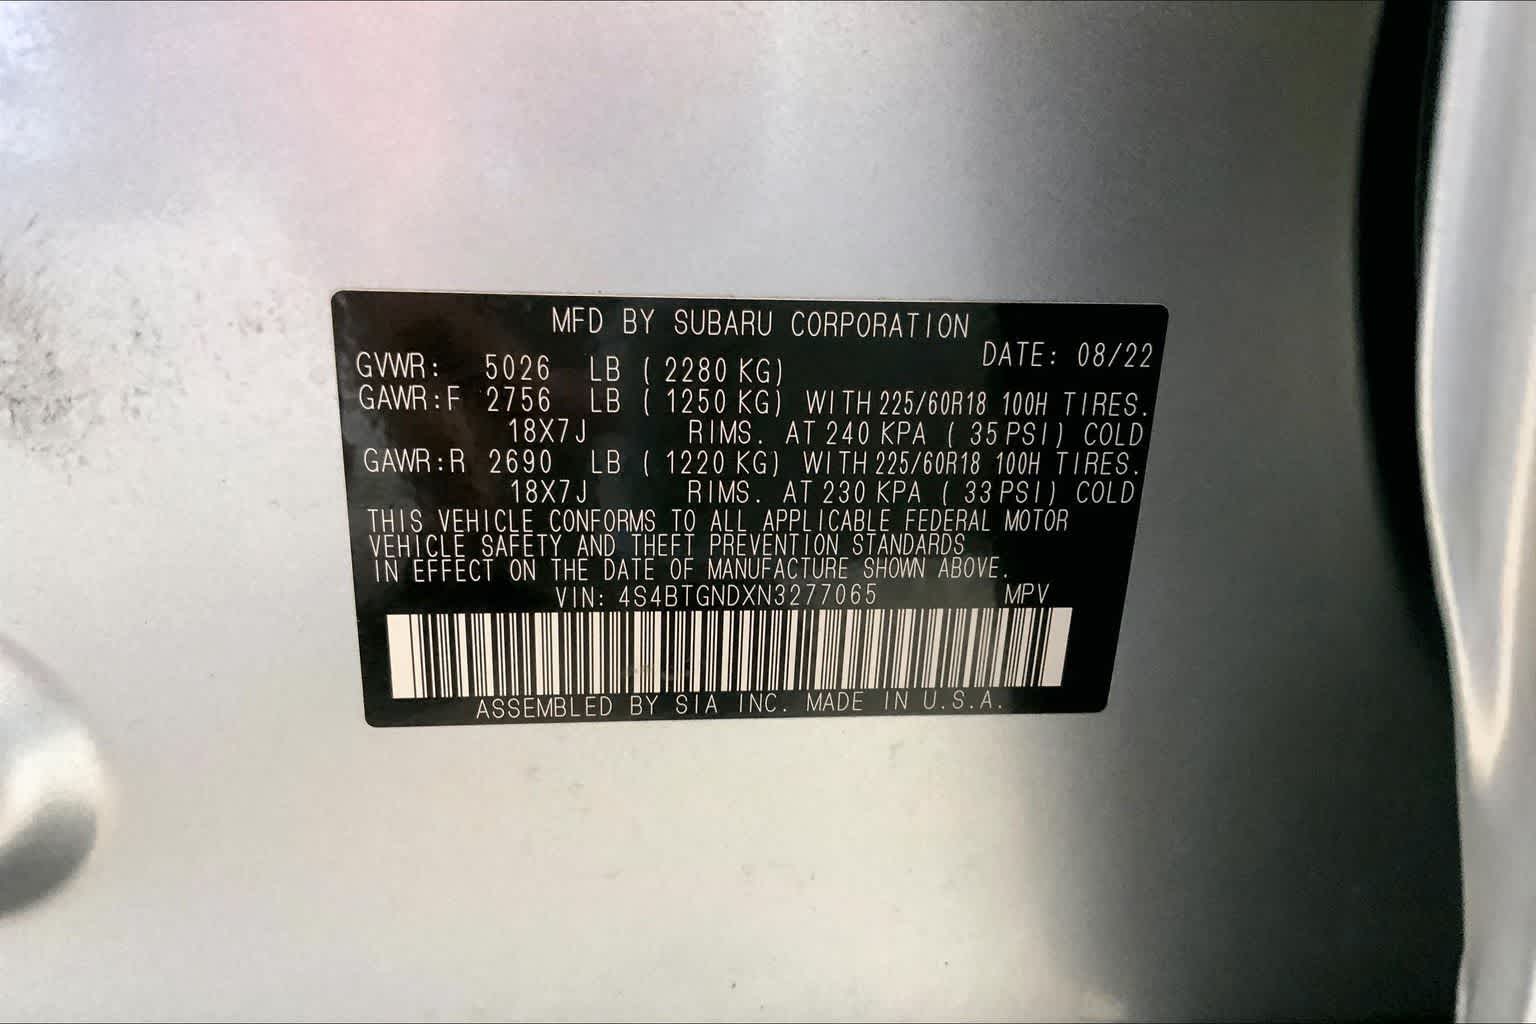 MFD BY SUBARU CORPORATION
DATE: 08/22
GVWR: 5026 LB ( 2280 KG)
GAWR:F 2756 LB ( 1250 KG) WITH 225/60R18 100H TIRES.
18X7J RIMS. AT 240 KPA ( 35 PSI) COLD
GAWR:R 2690 LB ( 1220 KG) WITH 225/60R18 100H TIRES.
18X7J RIMS. AT 230 KPA ( 33 PSI) COLD
THIS VEHICLE CONFORMS TO ALL APPLICABLE FEDERAL MOTOR
VEHICLE SAFETY AND THEFT PREVENTION STANDARDS
IN EFFECT ON THE DATE OF MANUFACTURE SHOWN ABOVE.
VIN: 4S4BTGNDXN3277065 MPV
ASSEMBLED BY SIA INC. MADE IN U.S.A.